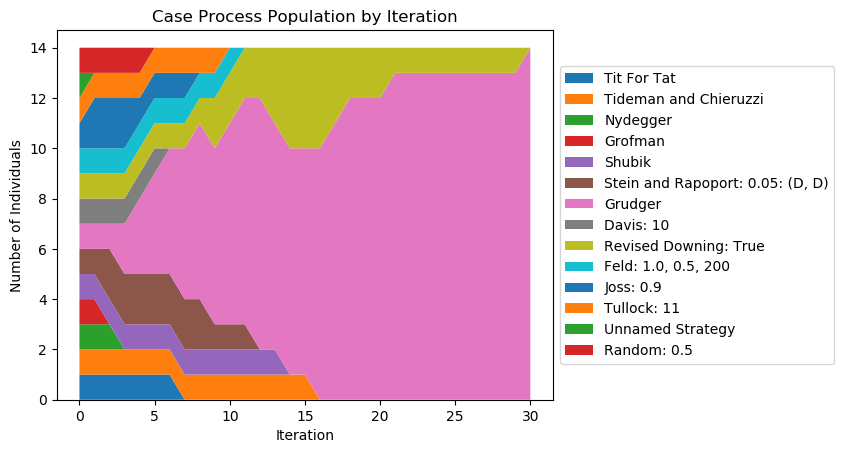 Case Process Population by Iteration
14
12
10
8
6
4
2
0
Number of Individuals
0 5 10 15 20 25 30
Iteration
Tit For Tat
Tideman and Chieruzzi
Nydegger
Grofman
Shubik
Stein and Rapoport: 0.05: (D, D)
Grudger
Davis: 10
Revised Downing: True
Feld: 1.0, 0.5, 200
Joss: 0.9
Tullock: 11
Unnamed Strategy
Random: 0.5